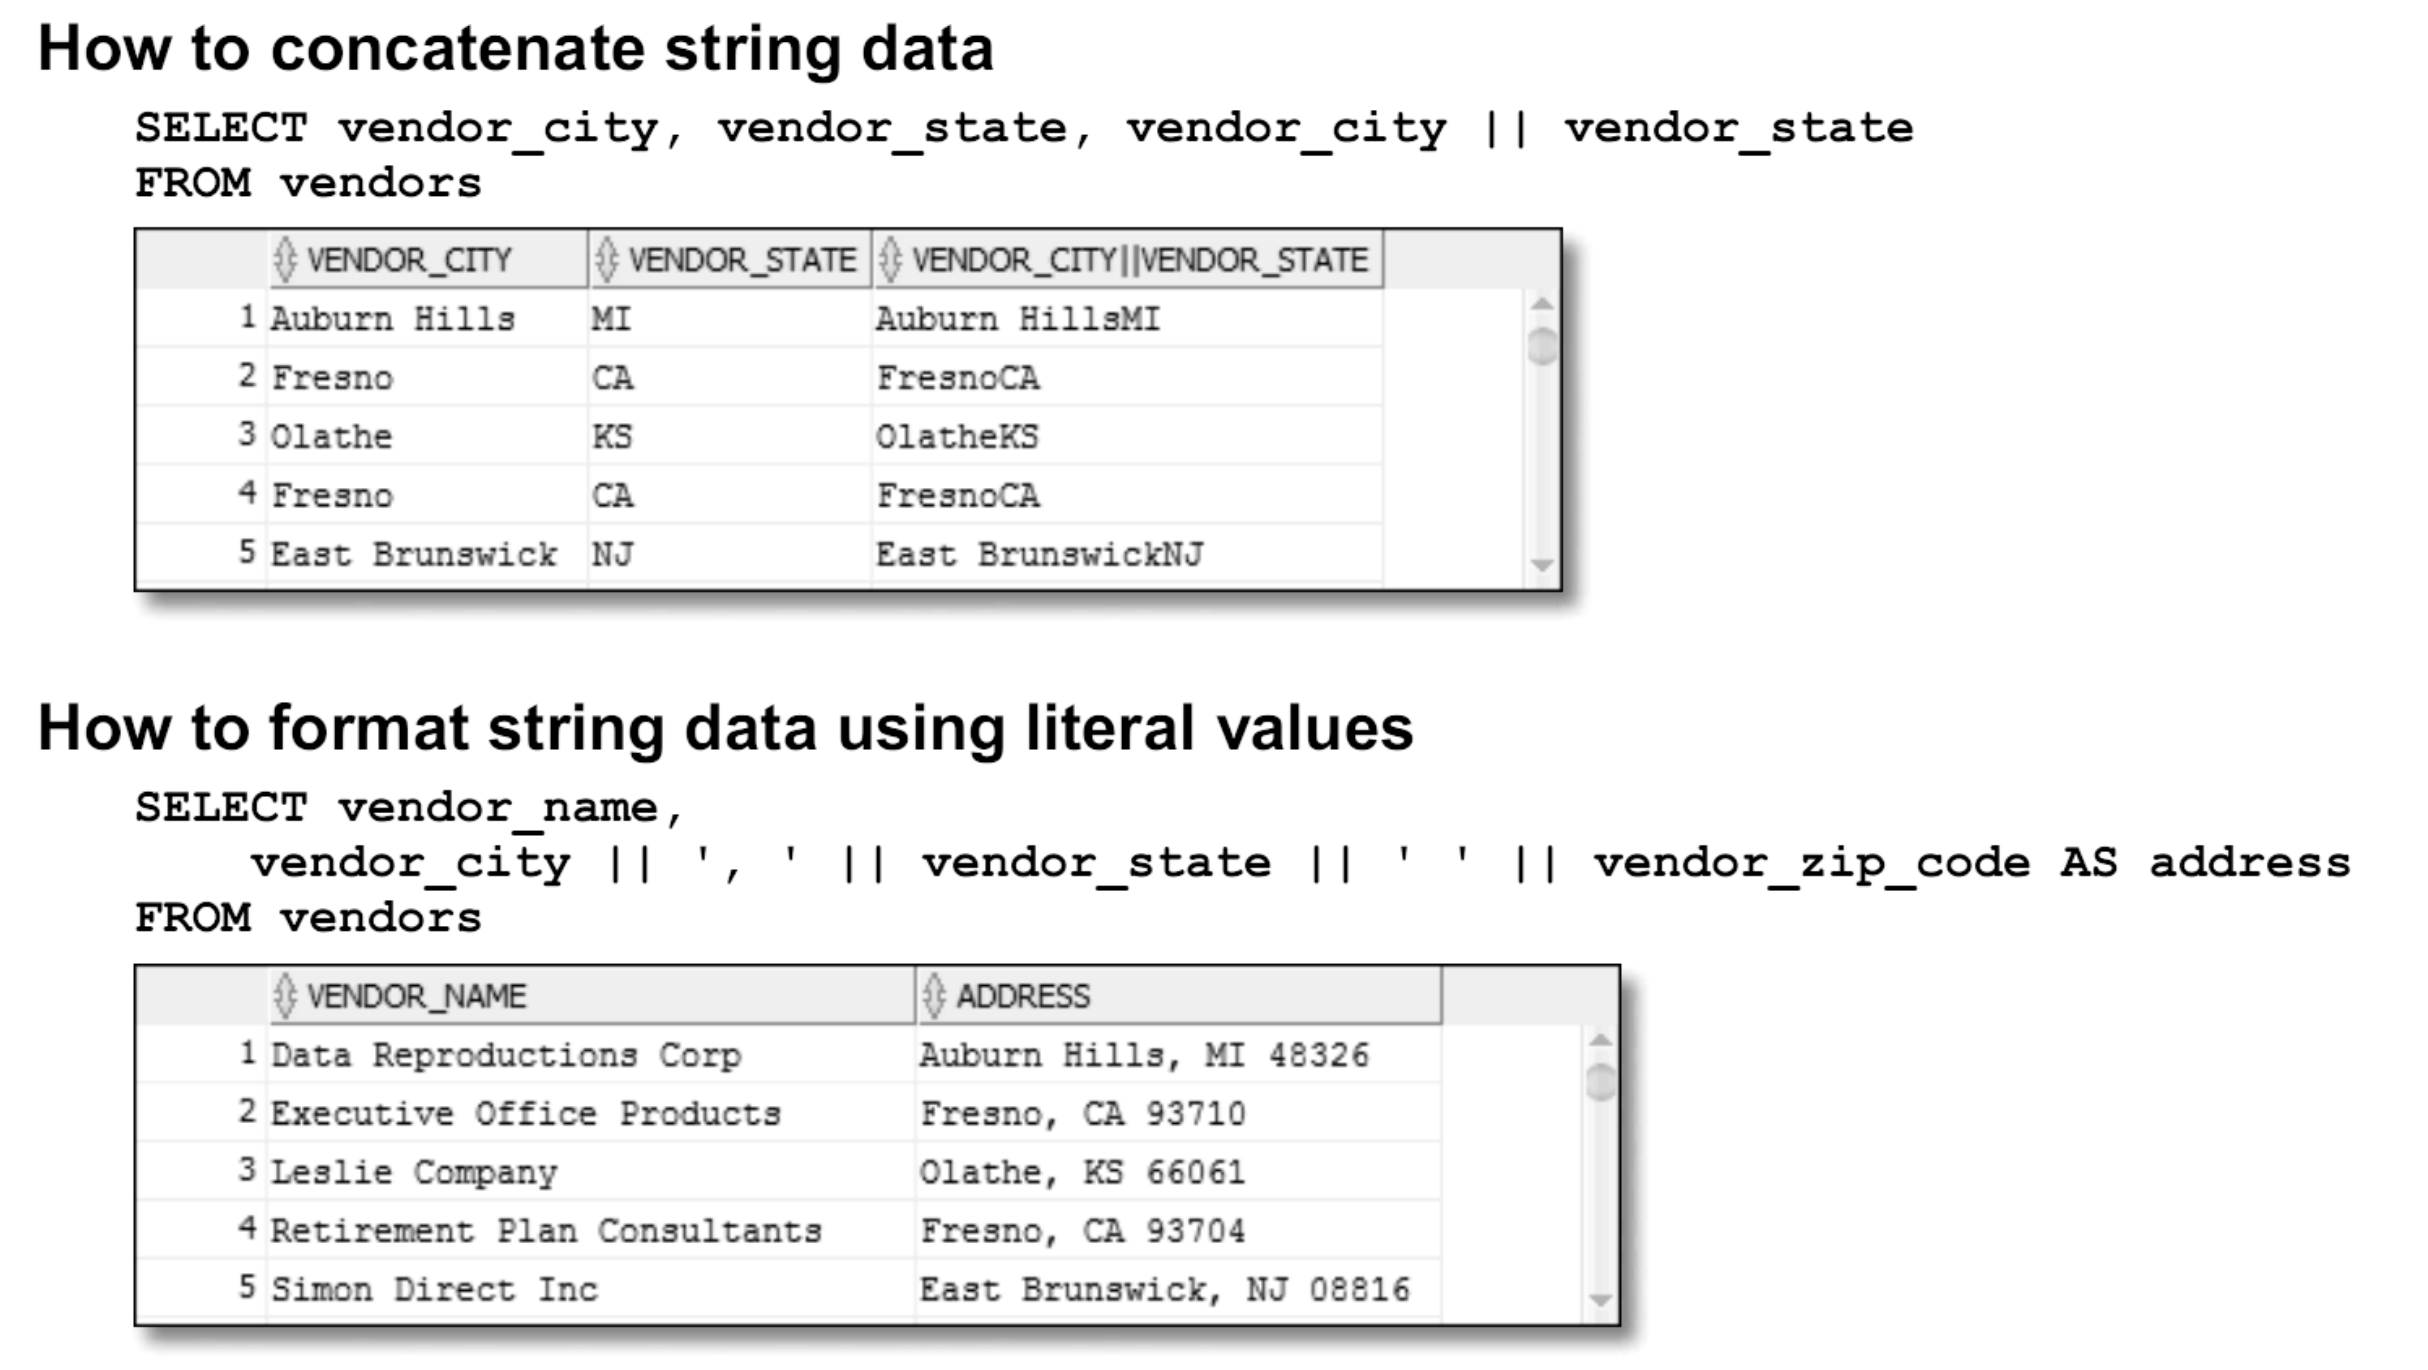 How to concatenate string data
SELECT vendor_city, vendor_state, vendor_city || vendor_state
FROM vendors
VENDOR_CITY VENDOR_STATE VENDOR_CITY||VENDOR_STATE
1 Auburn Hills MI Auburn HillsMI
2 Fresno CA FresnoCA
3 Olathe KS OlatheKS
4 Fresno CA FresnoCA
5 East Brunswick NJ East BrunswickNJ
How to format string data using literal values
SELECT vendor_name,
vendor_city || ', ' || vendor_state || ' ' || vendor_zip_code AS address
FROM vendors
VENDOR_NAME ADDRESS
1 Data Reproductions Corp Auburn Hills, MI 48326
2 Executive Office Products Fresno, CA 93710
3 Leslie Company Olathe, KS 66061
4 Retirement Plan Consultants Fresno, CA 93704
5 Simon Direct Inc East Brunswick, NJ 08816